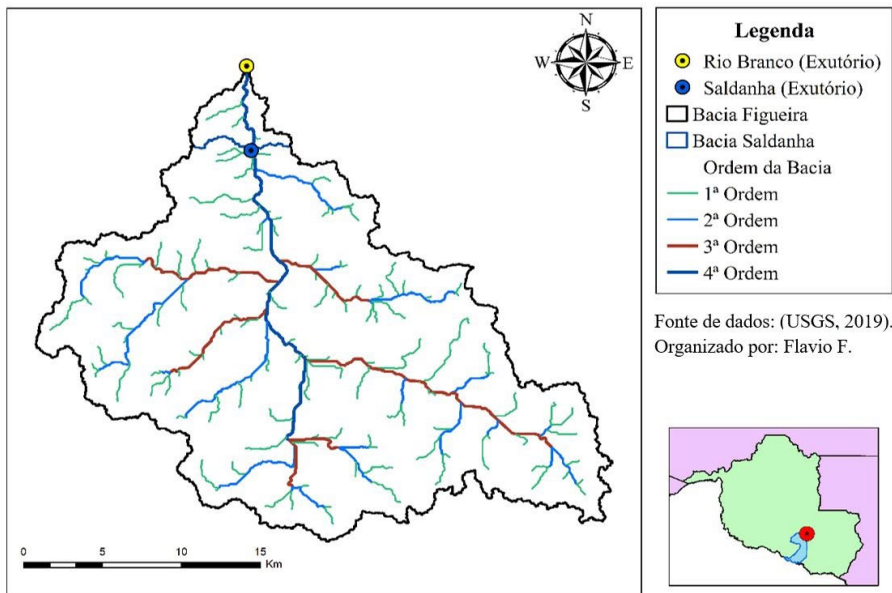 N
W
E
S
0
5
10
15
Km
Legenda
Rio Branco (Exutório)
Saldanha (Exutório)
Bacia Figueira
Bacia Saldanha
Ordem da Bacia
1ª Ordem
2ª Ordem
3ª Ordem
4ª Ordem
Fonte de dados: (USGS, 2019).
Organizado por: Flavio F.